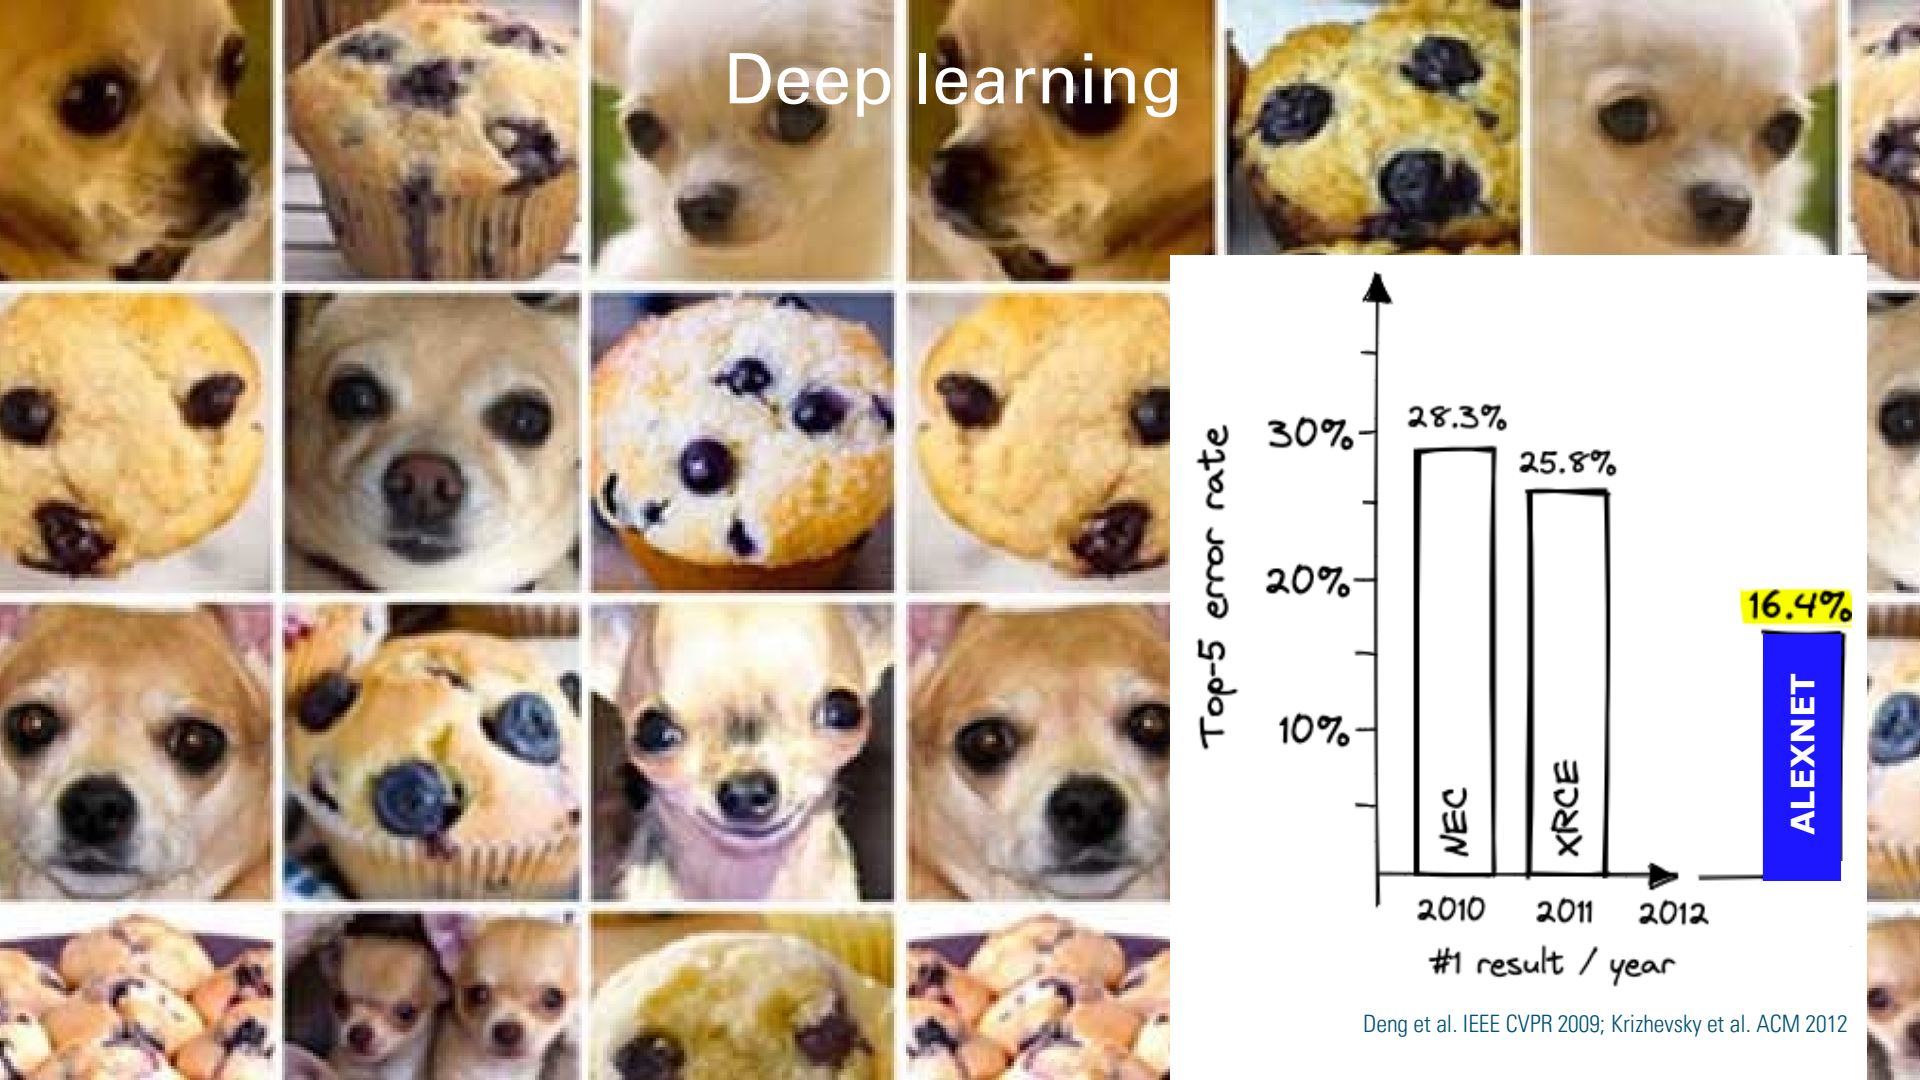 Deep learning
Top-5 error rate
30%
20%
10%
28.3%
25.8%
16.4%
NEC
XRCE
ALEXNET
2010 2011 2012
#1 result / year
Deng et al. IEEE CVPR 2009; Krizhevsky et al. ACM 2012